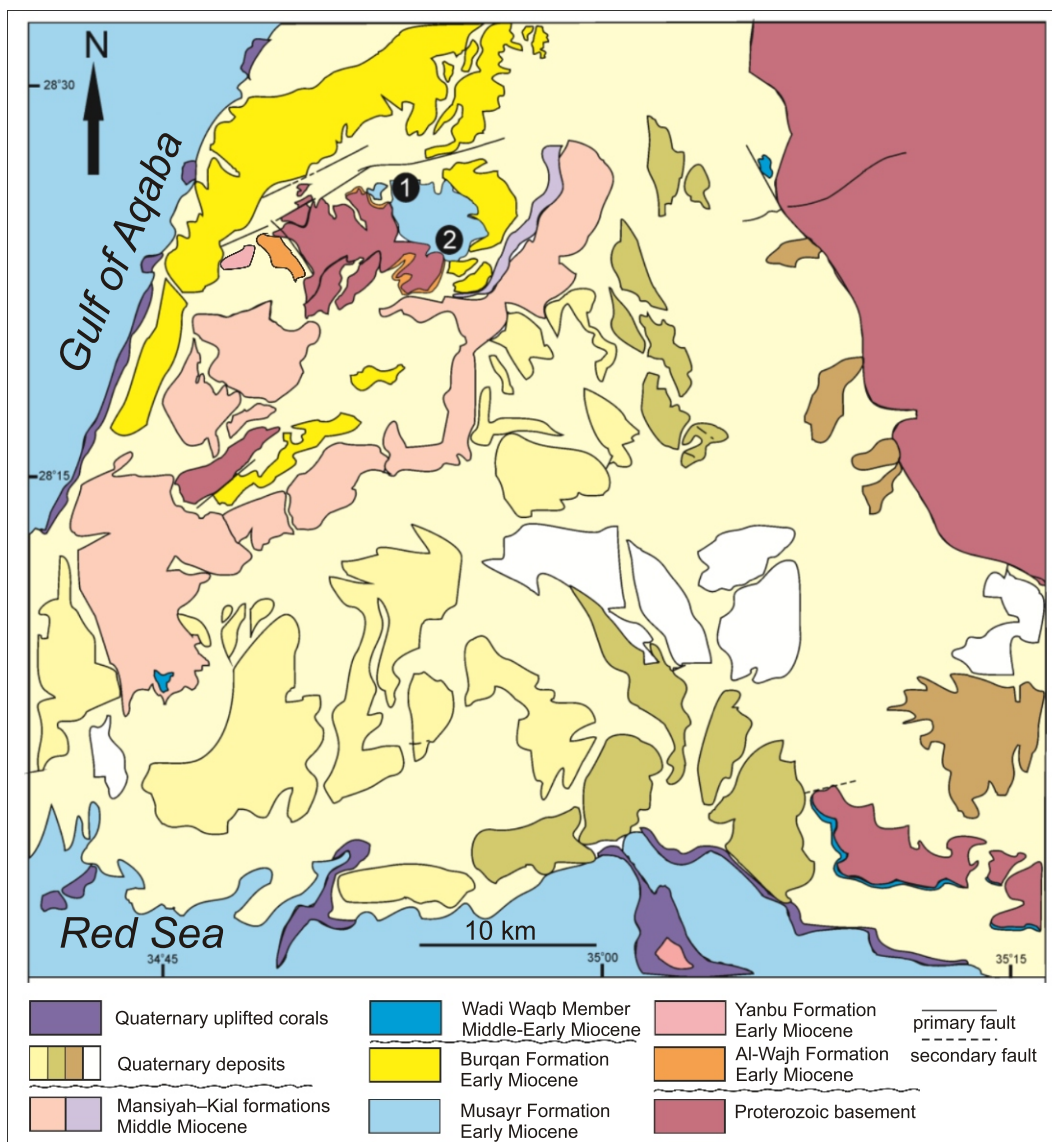 N
28°30
Gulf of Aqaba
1
2
28°15
10 km
Red Sea
34°45
35°00
35°15
Quaternary uplifted corals
Quaternary deposits
Mansiyah–Kial formations
Middle Miocene
Wadi Waqb Member
Middle-Early Miocene
Burqan Formation
Early Miocene
Musayr Formation
Early Miocene
Yanbu Formation
Early Miocene
Al-Wajh Formation
Early Miocene
Proterozoic basement
primary fault
secondary fault